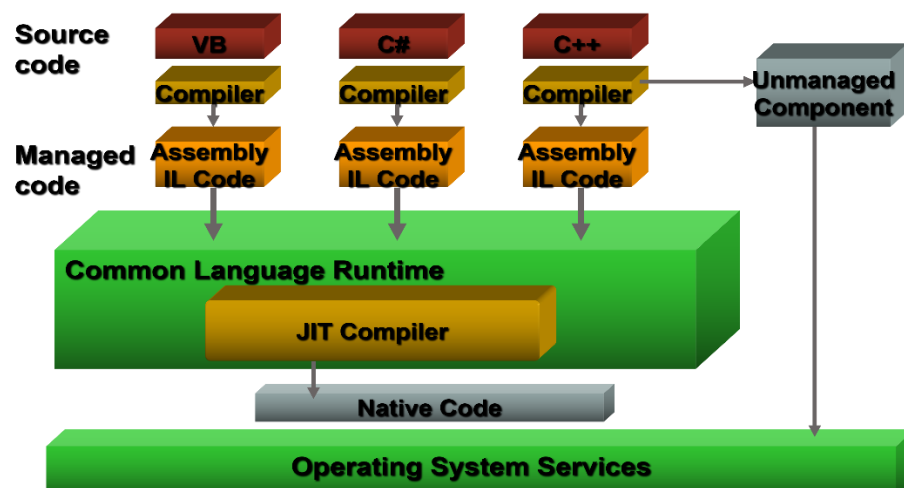 Source
code
VB
C#
C++
Compiler
Compiler
Compiler
Unmanaged
Component
Managed
code
Assembly
IL Code
Assembly
IL Code
Assembly
IL Code
Common Language Runtime
JIT Compiler
Native Code
Operating System Services